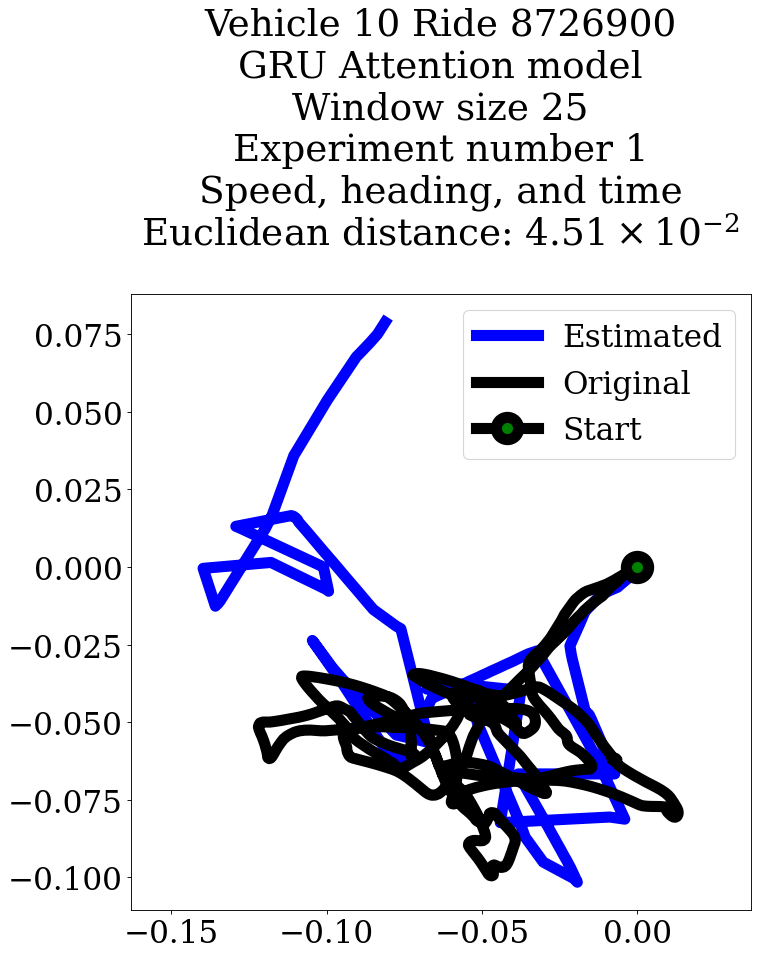 Vehicle 10 Ride 8726900
GRU Attention model
Window size 25
Experiment number 1
Speed, heading, and time
Euclidean distance: 4.51 × 10⁻²
Estimated
Original
Start
0.075
0.050
0.025
0.000
−0.025
−0.050
−0.075
−0.100
−0.15 −0.10 −0.05 0.00